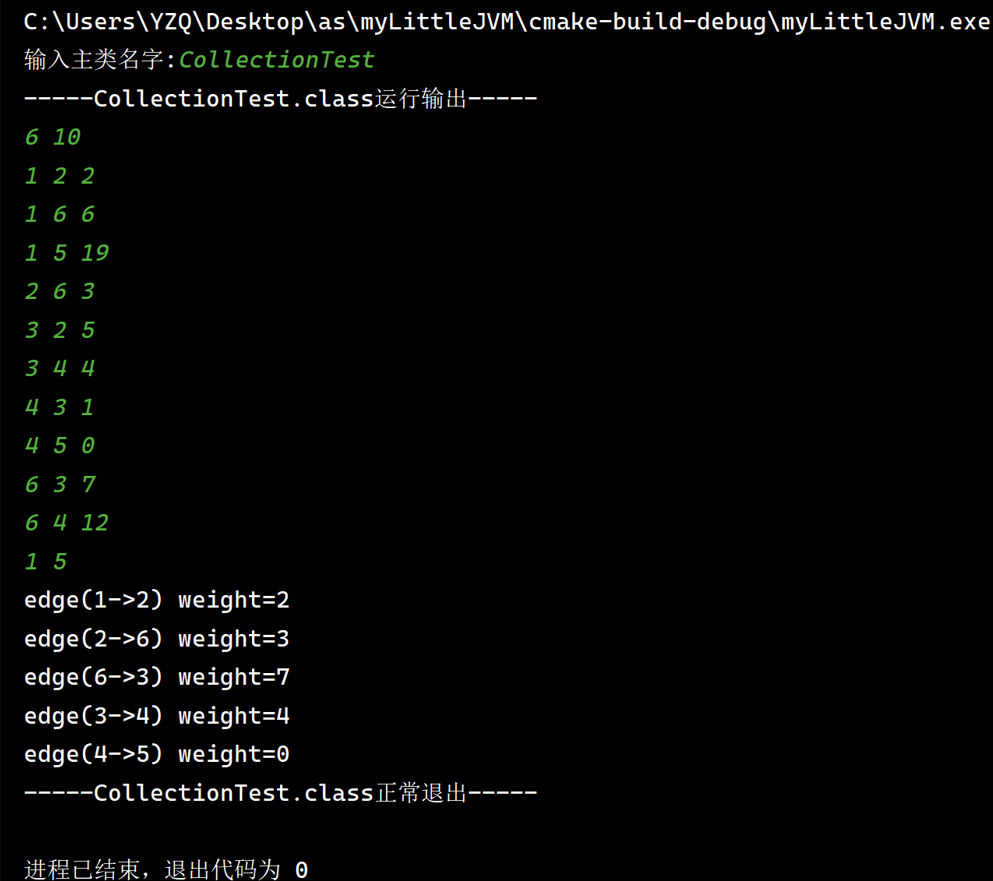 C:\Users\YZQ\Desktop\as\myLittleJVM\cmake-build-debug\myLittleJVM.exe
输入主类名字:CollectionTest
-----CollectionTest.class运行输出-----
6 10
1 2 2
1 6 6
1 5 19
2 6 3
3 2 5
3 4 4
4 3 1
4 5 0
6 3 7
6 4 12
1 5
edge(1->2) weight=2
edge(2->6) weight=3
edge(6->3) weight=7
edge(3->4) weight=4
edge(4->5) weight=0
-----CollectionTest.class正常退出-----
进程已结束，退出代码为 0